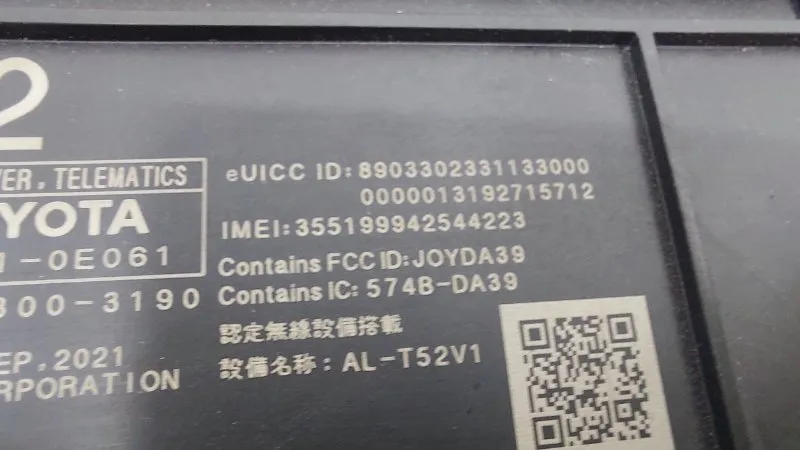 2
VER, TELEMATICS
YOTA
1-0E061
300-3190
EP, 2021
RPORATION
eUICC ID: 8903302331133000
0000013192715712
IMEI: 355199942544223
Contains FCC ID: JOYDA39
Contains IC: 574B-DA39
認定無線設備搭載
設備名称: AL-T52V1